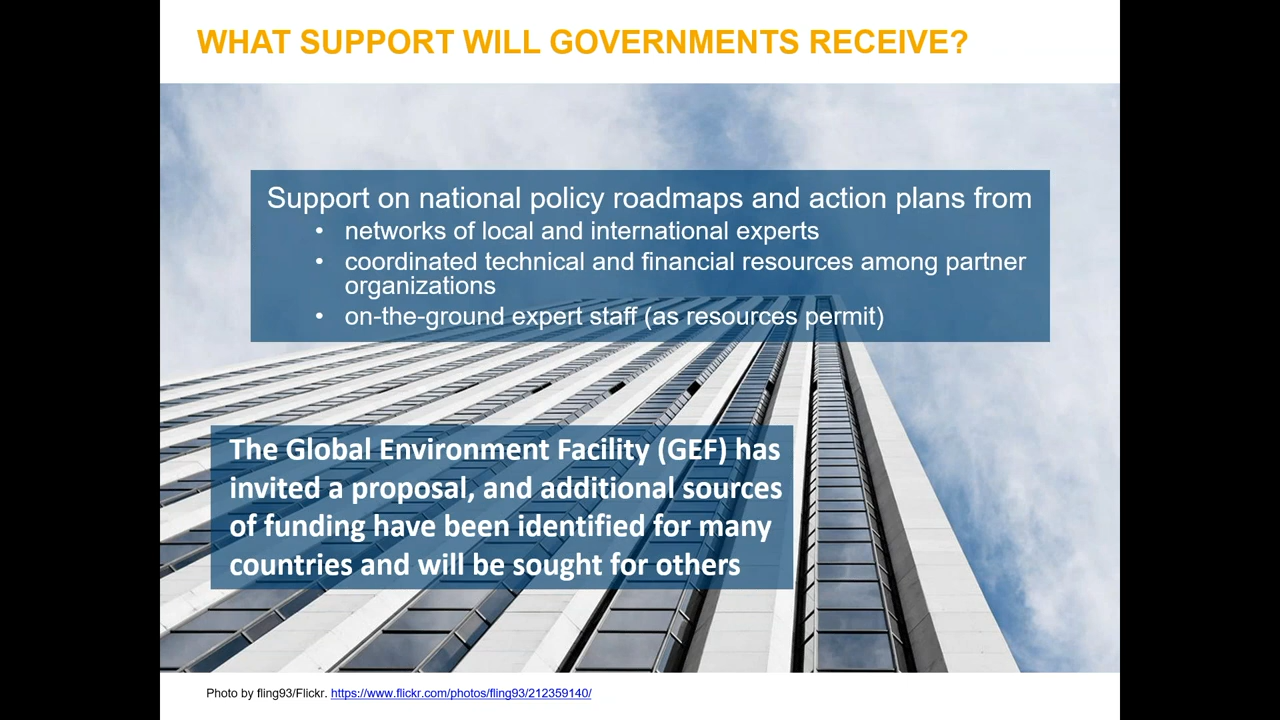 WHAT SUPPORT WILL GOVERNMENTS RECEIVE?
Support on national policy roadmaps and action plans from
• networks of local and international experts
• coordinated technical and financial resources among partner
organizations
• on-the-ground expert staff (as resources permit)
The Global Environment Facility (GEF) has
invited a proposal, and additional sources
of funding have been identified for many
countries and will be sought for others
Photo by fling93/Flickr. https://www.flickr.com/photos/fling93/212359140/